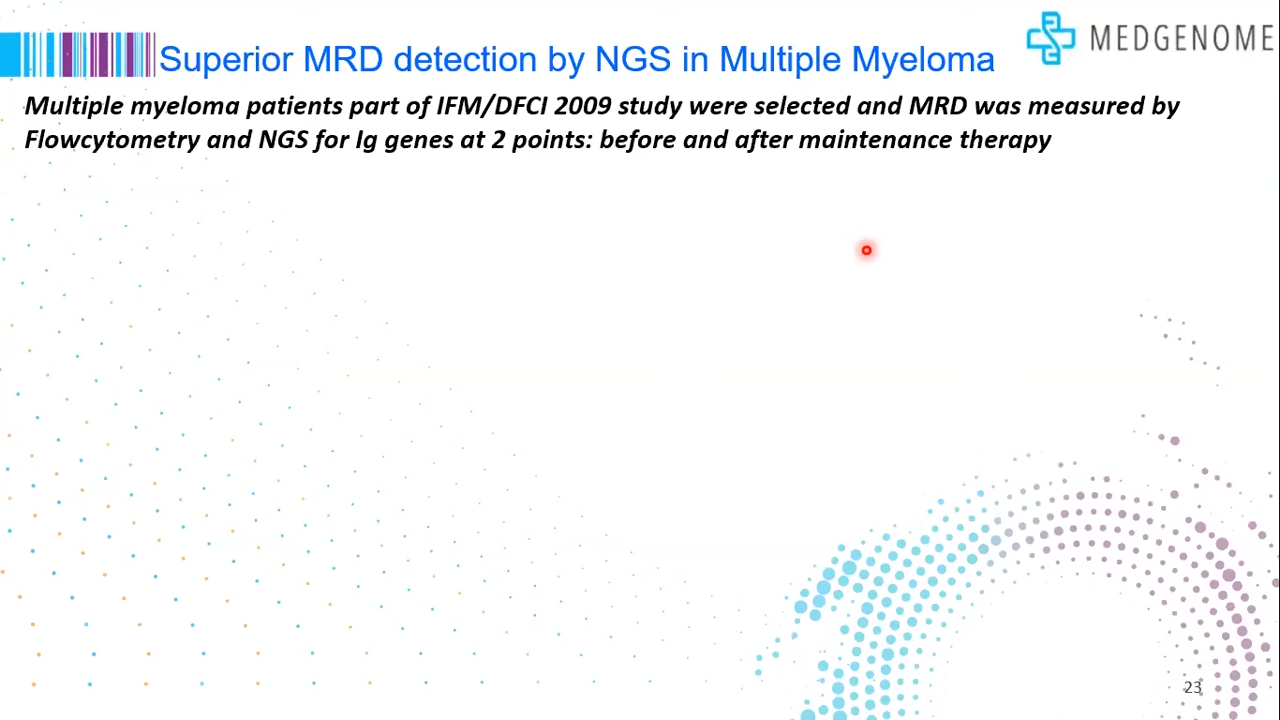 Superior MRD detection by NGS in Multiple Myeloma
MEDGENOME
Multiple myeloma patients part of IFM/DFCI 2009 study were selected and MRD was measured by
Flowcytometry and NGS for Ig genes at 2 points: before and after maintenance therapy
23